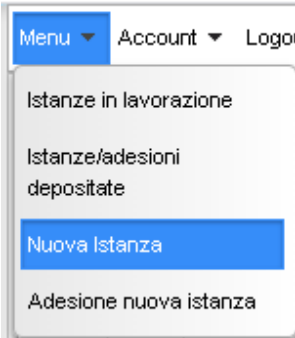 Menu Account Logou
Istanze in lavorazione
Istanze/adesioni
depositate
Nuova Istanza
Adesione nuova istanza